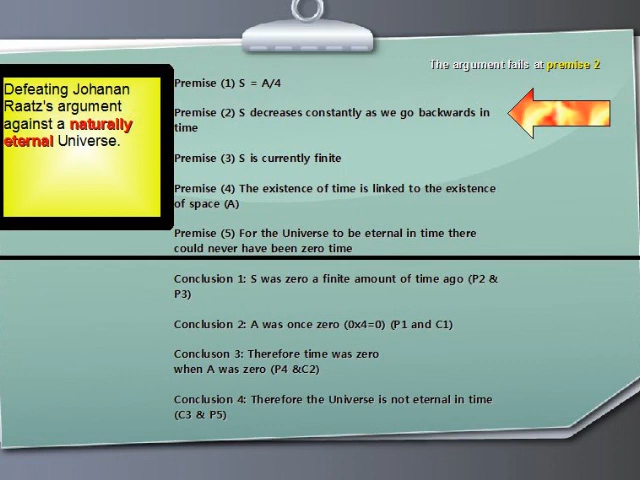 The argument fails at premise 2
Defeating Johanan
Raatz's argument
against a naturally
eternal Universe.
Premise (1) S = A/4
Premise (2) S decreases constantly as we go backwards in
time
Premise (3) S is currently finite
Premise (4) The existence of time is linked to the existence
of space (A)
Premise (5) For the Universe to be eternal in time there
could never have been zero time
Conclusion 1: S was zero a finite amount of time ago (P2 &
P3)
Conclusion 2: A was once zero (0x4=0) (P1 and C1)
Concluson 3: Therefore time was zero
when A was zero (P4 &C2)
Conclusion 4: Therefore the Universe is not eternal in time
(C3 & P5)